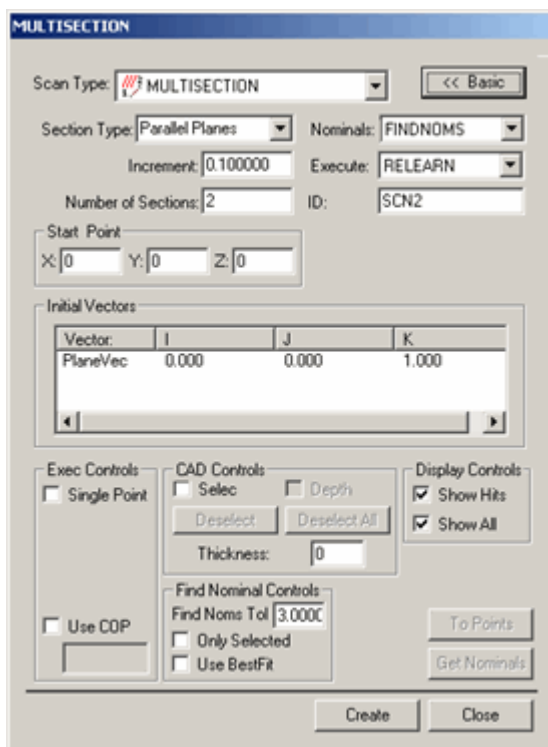 MULTISECTION
Scan Type: MULTISECTION << Basic
Section Type: Parallel Planes Nominals: FINDNOMS
Increment: 0.100000 Execute: RELEARN
Number of Sections: 2 ID: SCN2
Start Point
X: 0 Y: 0 Z: 0
Initial Vectors
Vector: I J K
PlaneVec 0.000 0.000 1.000
Exec Controls CAD Controls Display Controls
Single Point Selec Depth Show Hits
Deselect Deselect All Show All
Thickness: 0
Find Nominal Controls
Find Noms Tol 3.0000
Use COP Only Selected To Points
Use BestFit Get Nominals
Create Close